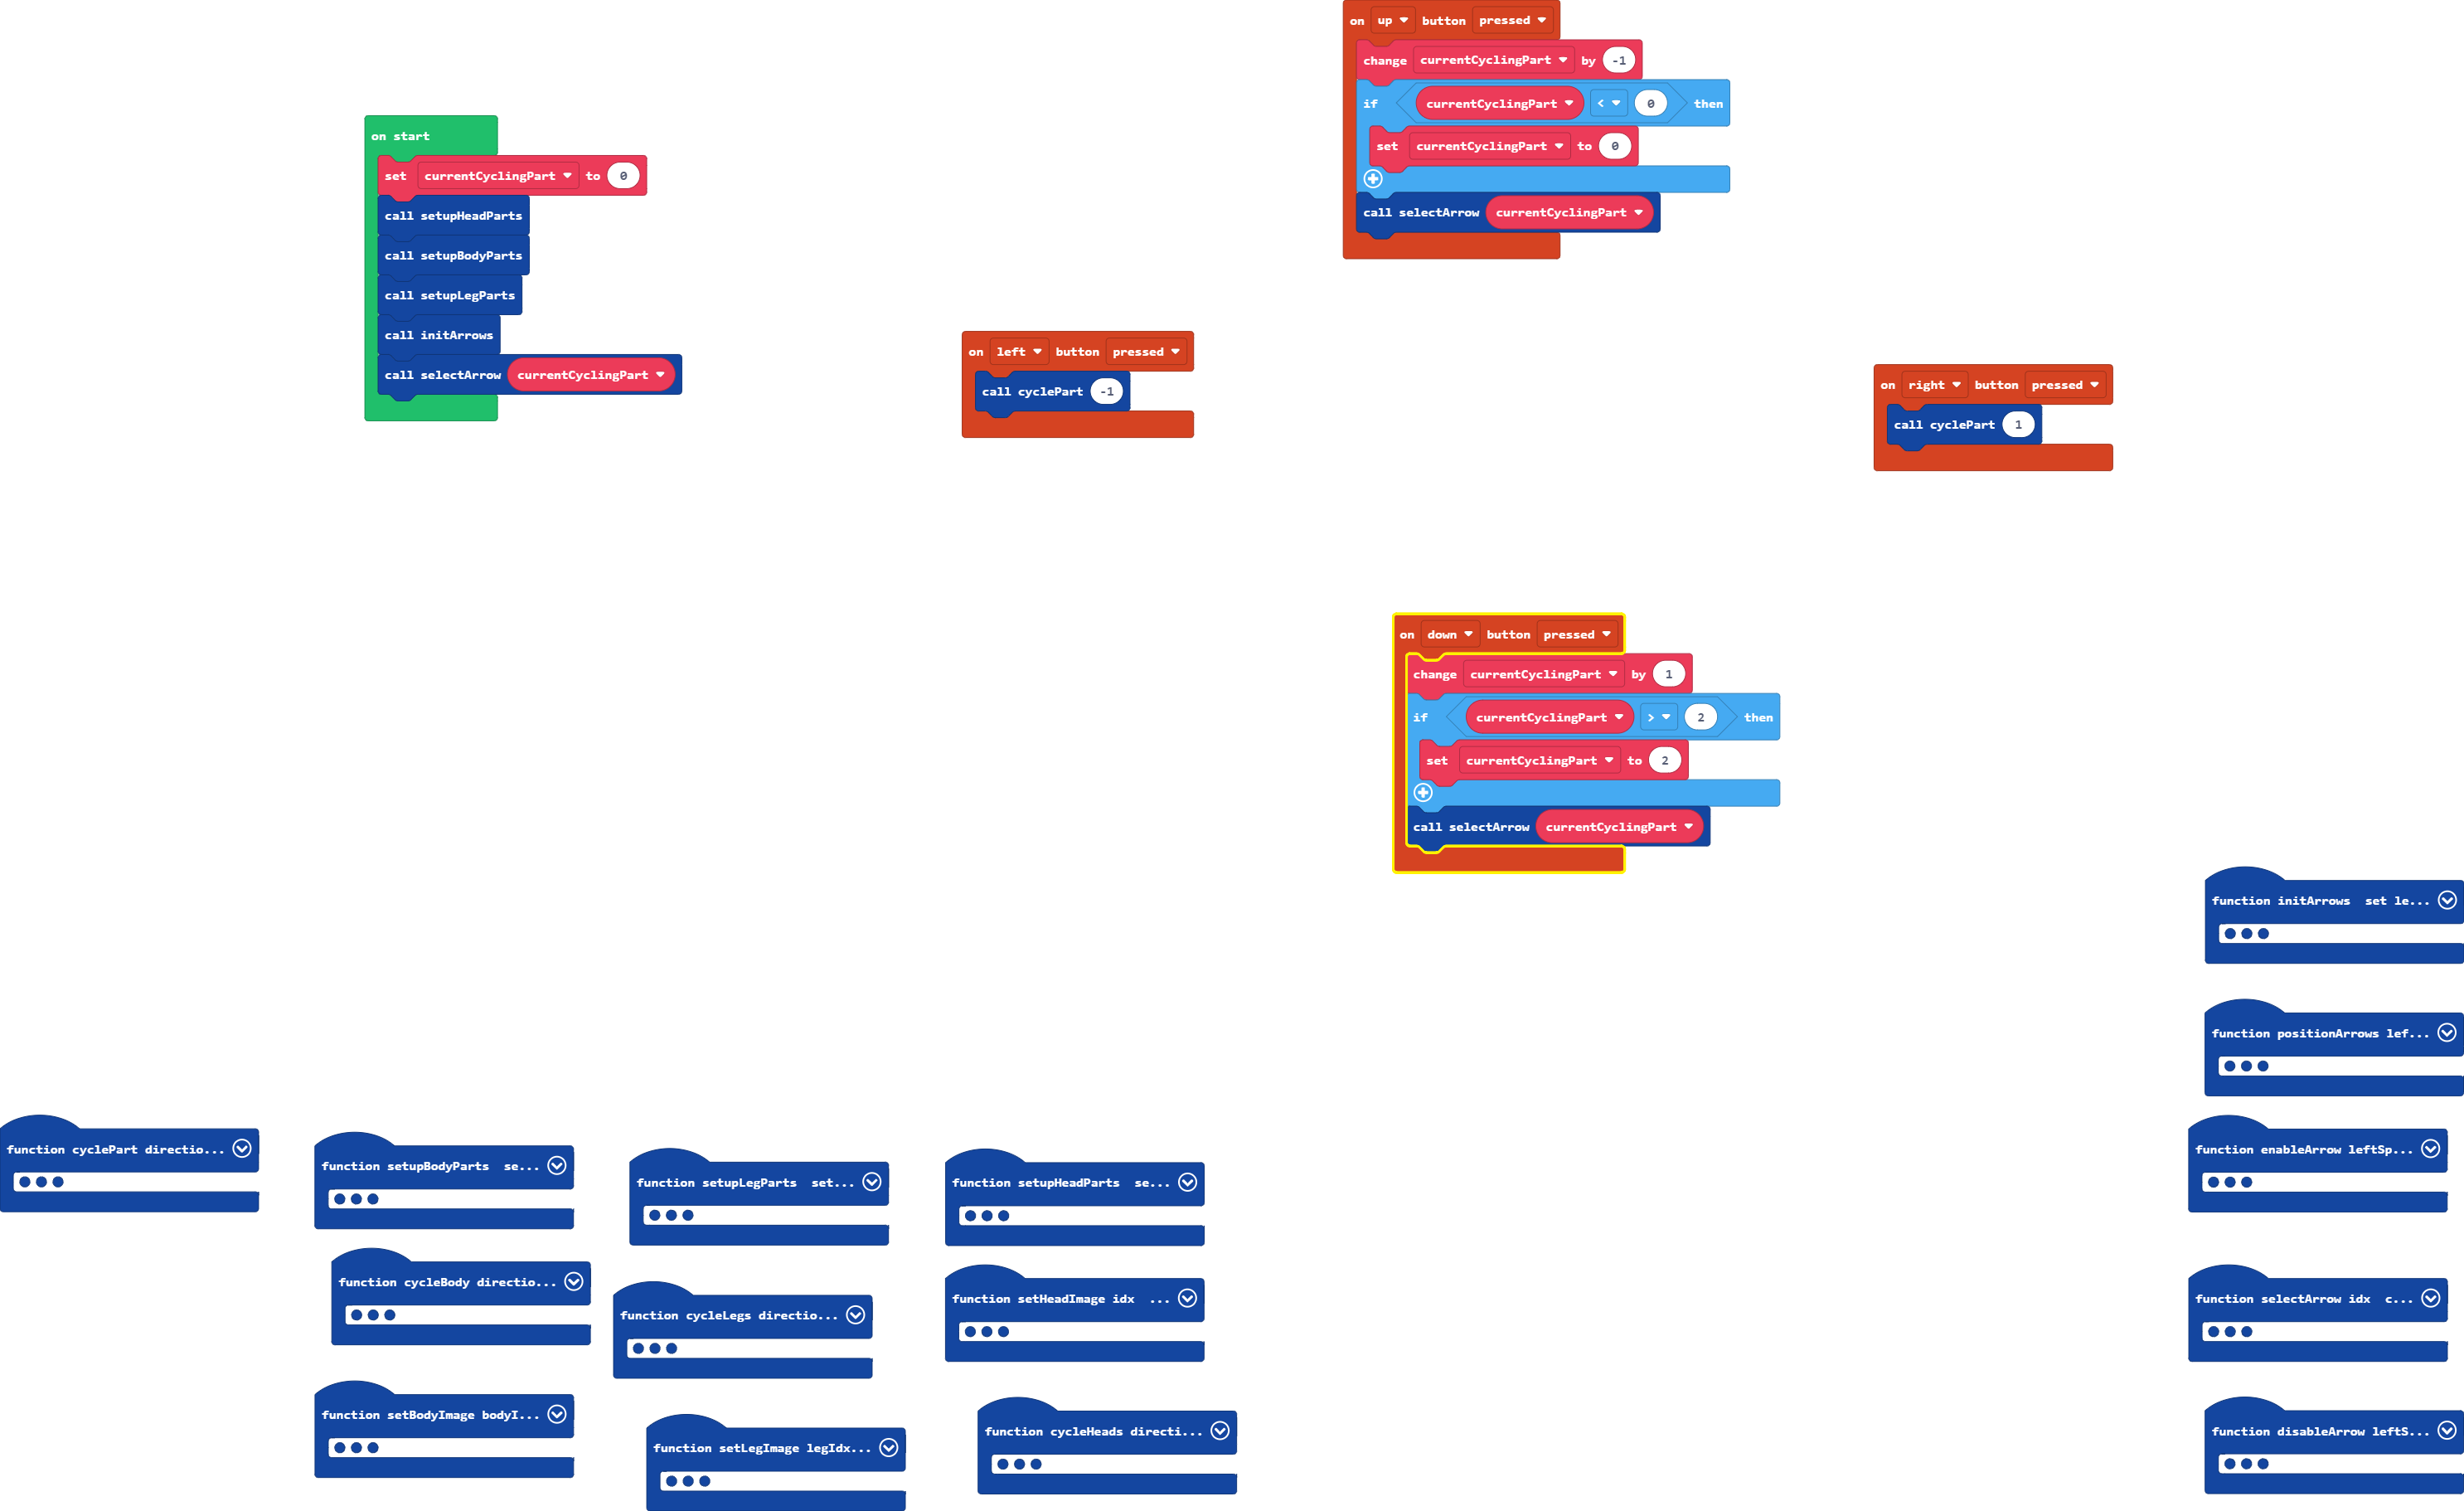 on start
set currentCyclingPart to 0
call setupHeadParts
call setupBodyParts
call setupLegParts
call initArrows
call selectArrow currentCyclingPart
on left button pressed
call cyclePart -1
on up button pressed
change currentCyclingPart by -1
if currentCyclingPart < 0 then
set currentCyclingPart to 0
call selectArrow currentCyclingPart
on right button pressed
call cyclePart 1
on down button pressed
change currentCyclingPart by 1
if currentCyclingPart > 2 then
set currentCyclingPart to 2
call selectArrow currentCyclingPart
function initArrows set le...
function positionArrows lef...
function enableArrow leftSp...
function selectArrow idx c...
function disableArrow leftS...
function cyclePart directio...
function setupBodyParts se...
function cycleBody directio...
function setBodyImage bodyI...
function setupLegParts set...
function cycleLegs directio...
function setLegImage legIdx...
function setupHeadParts se...
function setHeadImage idx ...
function cycleHeads directi...